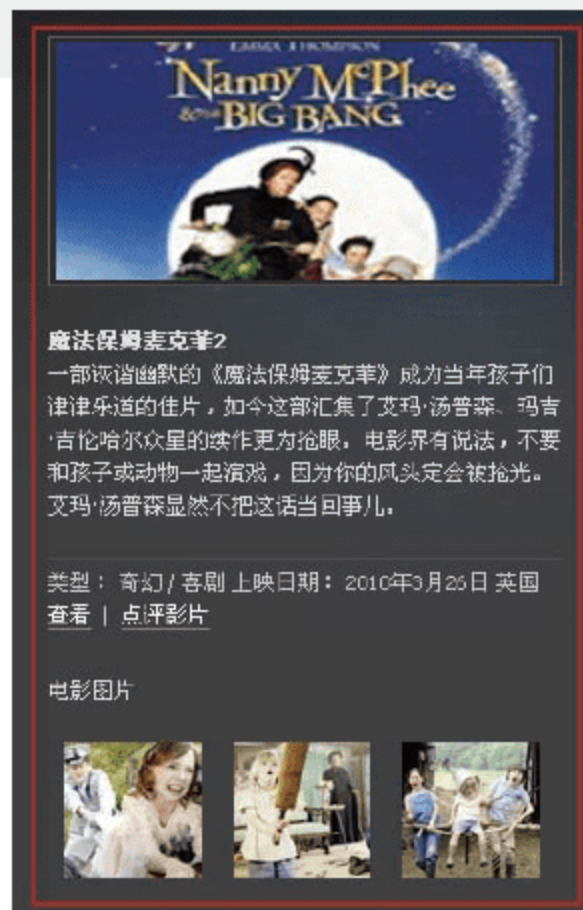 EMMA THOMPSON
Nanny McPhee
& THE BIG BANG
魔法保姆麦克菲2
一部诙谐幽默的《魔法保姆麦克菲》成为当年孩子们
津津乐道的佳片，如今这部汇集了艾玛·汤普森、玛吉
·吉伦哈尔众星的续作更为抢眼。电影界有说法，不要
和孩子或动物一起演戏，因为你的风头定会被抢光。
艾玛·汤普森显然不把这话当回事儿。
类型：奇幻/喜剧 上映日期：2010年3月26日 英国
查看 | 点评影片
电影图片